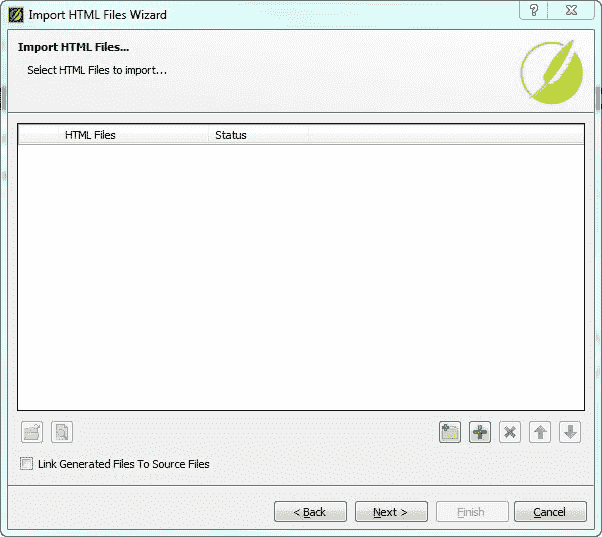 Import HTML Files Wizard
?
Import HTML Files...
Select HTML Files to import...
HTML Files Status
Link Generated Files To Source Files
< Back Next > Finish Cancel